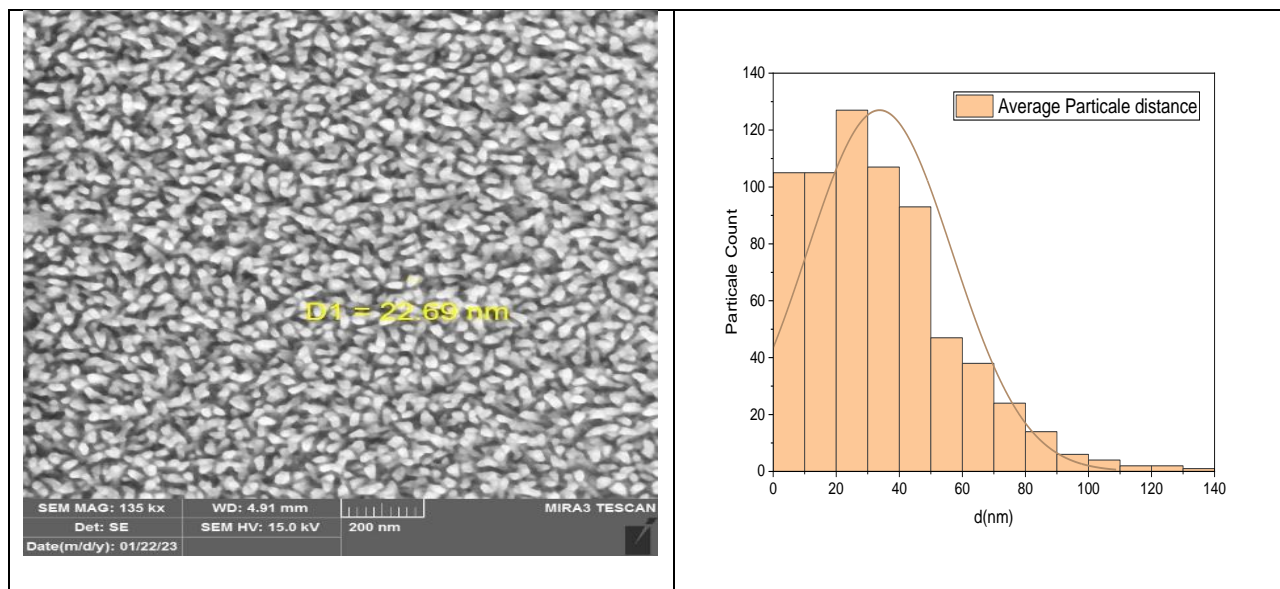 D1 = 22.69 nm
SEM MAG: 135 kx
WD: 4.91 mm
MIRA3 TESCAN
Det: SE
SEM HV: 15.0 kV
200 nm
Date(m/d/y): 01/22/23
Average Particale distance
Particale Count
140
120
100
80
60
40
20
0
0 20 40 60 80 100 120 140
d(nm)